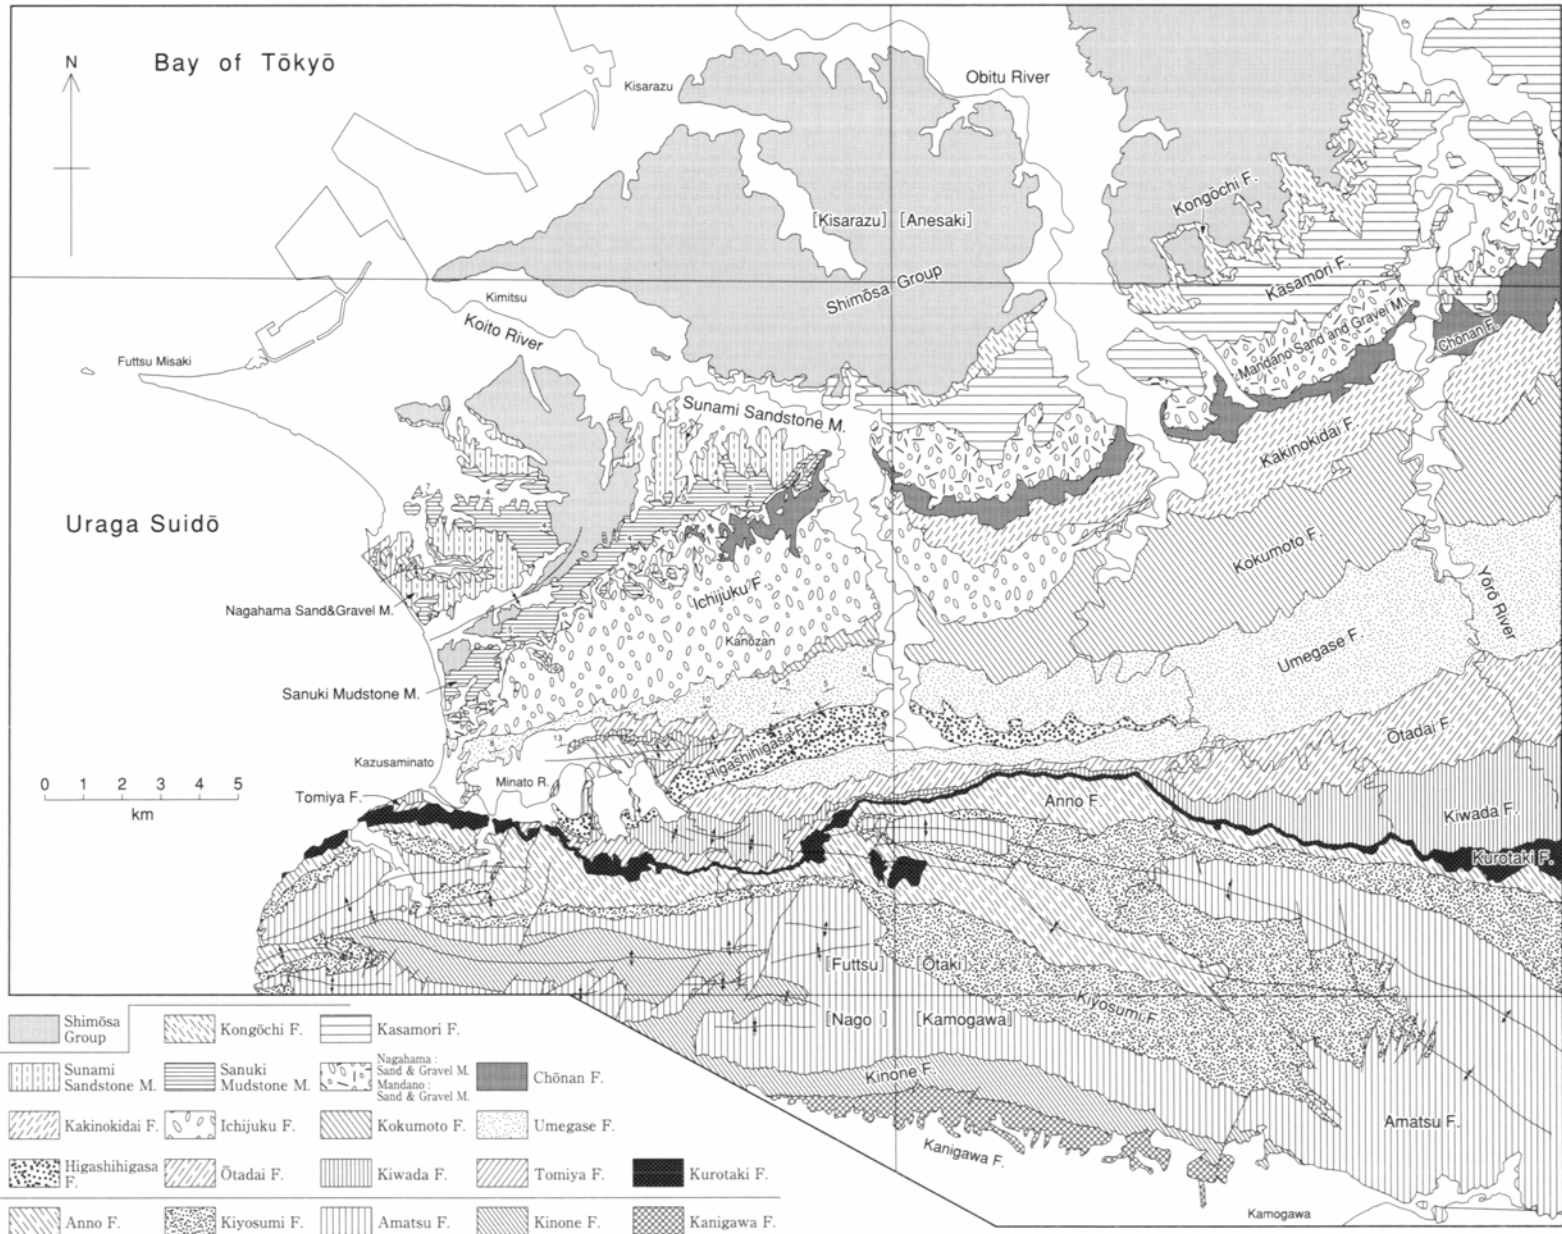 Bay of Tōkyō
N
Kisarazu
Obitu River
Kongōchi F.
[Kisarazu] [Anesaki]
Shimōsa Group
Kasamori F.
Kimitsu
Koito River
Mandano Sand and Gravel M.
Chōnan F.
Futtsu Misaki
Sunami Sandstone M.
Kakinokidai F.
Uraga Suidō
Kokumoto F.
Ichijuku F.
Nagahama Sand&Gravel M.
Kanōzan
Yōrō River
Umegase F.
Sanuki Mudstone M.
Higashihigasa F.
Ōtadai F.
Kazusaminato
Minato R.
0 1 2 3 4 5
km
Tomiya F.
Anno F.
Kiwada F.
Kurotaki F.
[Futtsu] [Ōtaki]
Kiyosumi F.
[Nago ] [Kamogawa]
Kinone F.
Amatsu F.
Kanigawa F.
Kamogawa
Shimōsa
Group
Kongōchi F.
Kasamori F.
Sunami
Sandstone M.
Sanuki
Mudstone M.
Nagahama :
Sand & Gravel M.
Mandano :
Sand & Gravel M.
Chōnan F.
Kakinokidai F.
Ichijuku F.
Kokumoto F.
Umegase F.
Higashihigasa
F.
Ōtadai F.
Kiwada F.
Tomiya F.
Kurotaki F.
Anno F.
Kiyosumi F.
Amatsu F.
Kinone F.
Kanigawa F.